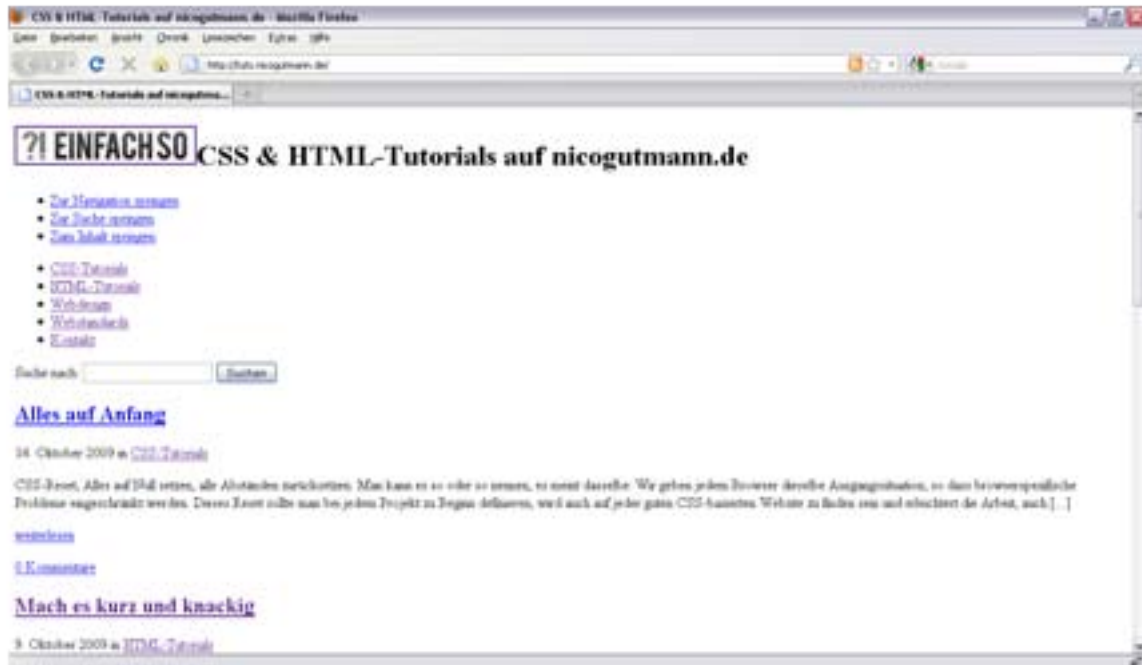 CSS & HTML-Tutorials auf nicogutmann.de - Mozilla Firefox
Datei Bearbeiten Ansicht Chronik Lesezeichen Extras Hilfe
http://tuts.nicogutmann.de/
CSS & HTML-Tutorials auf nicogutma...
?! EINFACH SO CSS & HTML-Tutorials auf nicogutmann.de
Zur Navigation springen
Zur Suche springen
Zum Inhalt springen
CSS-Tutorials
HTML-Tutorials
Webdesign
Webstandards
Kontakt
Suche nach: Suchen
Alles auf Anfang
14. Oktober 2009 in CSS-Tutorials
CSS-Reset, Alles auf Null setzen, alle Abstände zurücksetzen. Man kann es so oder so nennen, es meint dasselbe. Wir geben jedem Browser dieselbe Ausgangssituation, so dass browserspezifische
Probleme eingeschränkt werden. Dieses Reset sollte man bei jedem Projekt zu Beginn definieren, wird auch auf jeder guten CSS-basierten Website zu finden sein und erleichtert die Arbeit, auch [...]
weiterlesen
0 Kommentare
Mach es kurz und knackig
9. Oktober 2009 in HTML-Tutorials